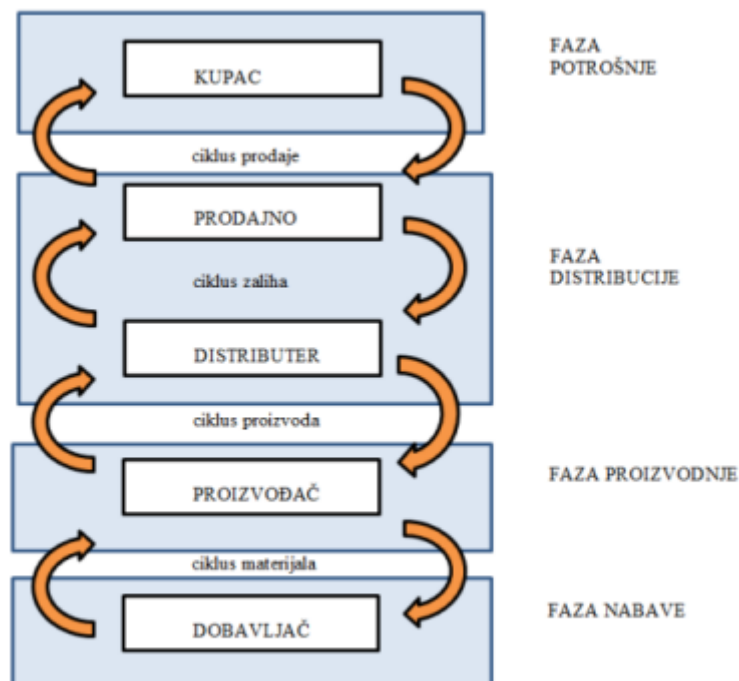 KUPAC
FAZA
POTROŠNJE
ciklus prodaje
PRODAJNO
ciklus zaliha
FAZA
DISTRIBUCIJE
DISTRIBUTER
ciklus proizvoda
PROIZVOĐAČ
FAZA PROIZVODNJE
ciklus materijala
DOBAVLJAČ
FAZA NABAVE